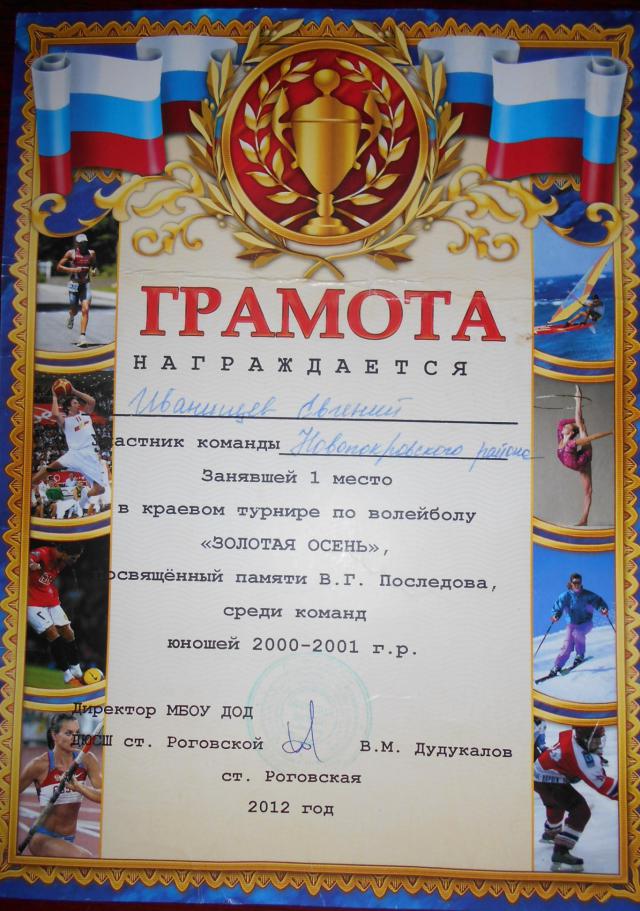 ГРАМОТА
НАГРАЖДАЕТСЯ
Иванищев Евгений
Участник команды Новопокровского района
Занявшей 1 место
в краевом турнире по волейболу
«ЗОЛОТАЯ ОСЕНЬ»,
посвящённый памяти В.Г. Последова,
среди команд
юношей 2000-2001 г.р.
Директор МБОУ ДОД
ДЮСШ ст. Роговской В.М. Дудукалов
ст. Роговская
2012 год